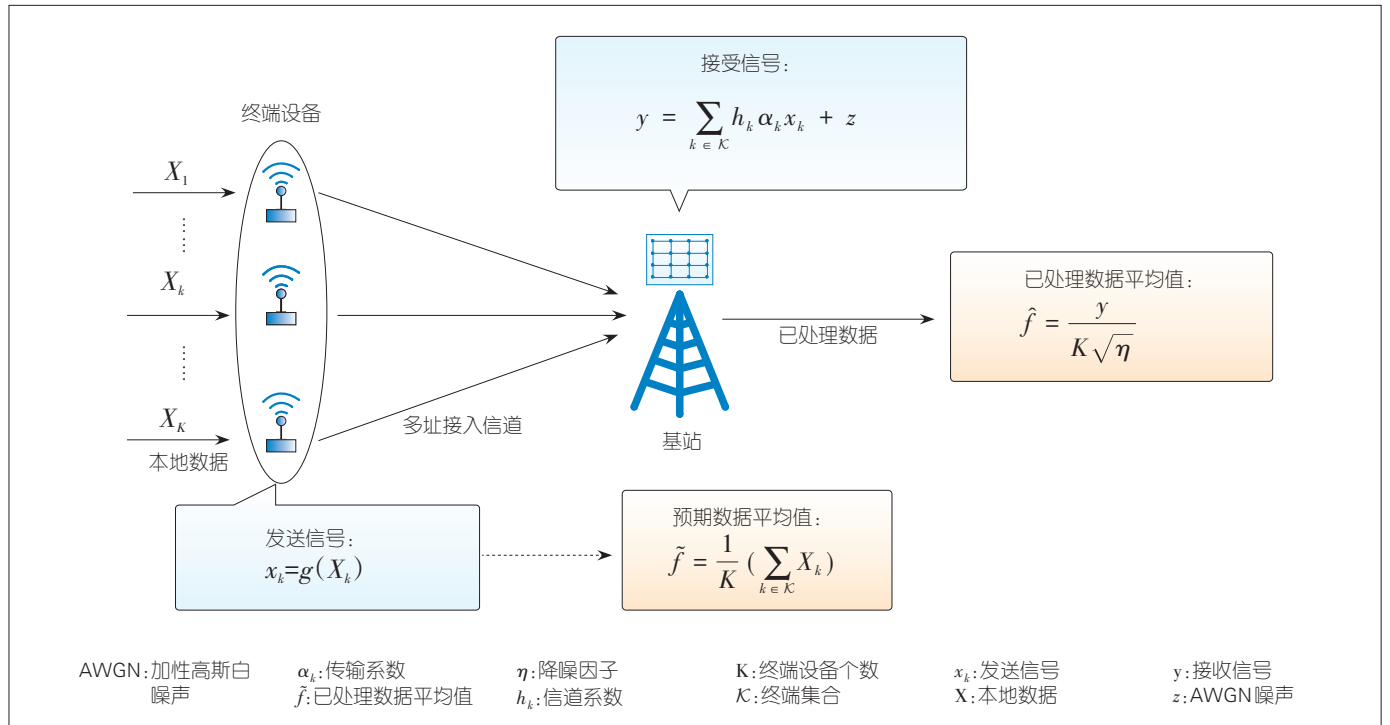 接受信号：
y = ∑_{k ∈ 𝒦} h_k α_k x_k + z
终端设备
X_1
X_k
X_K
本地数据
多址接入信道
基站
已处理数据
已处理数据平均值：
f̂ = y / (K√η)
发送信号：
x_k=g(X_k)
预期数据平均值：
f̃ = 1/K (∑_{k ∈ 𝒦} X_k)
AWGN：加性高斯白
噪声
α_k：传输系数
f̃：已处理数据平均值
η：降噪因子
h_k：信道系数
K：终端设备个数
𝒦：终端集合
x_k：发送信号
X：本地数据
y：接收信号
z：AWGN噪声